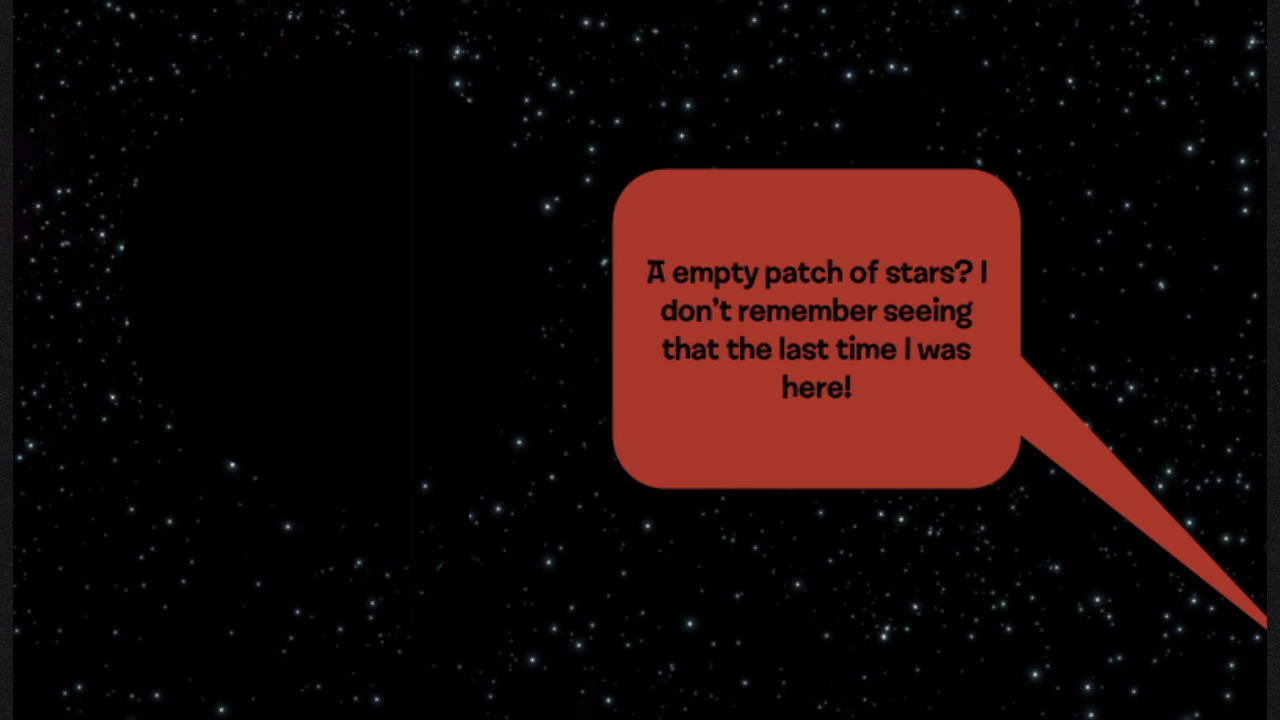 A empty patch of stars? I
don't remember seeing
that the last time I was
here!